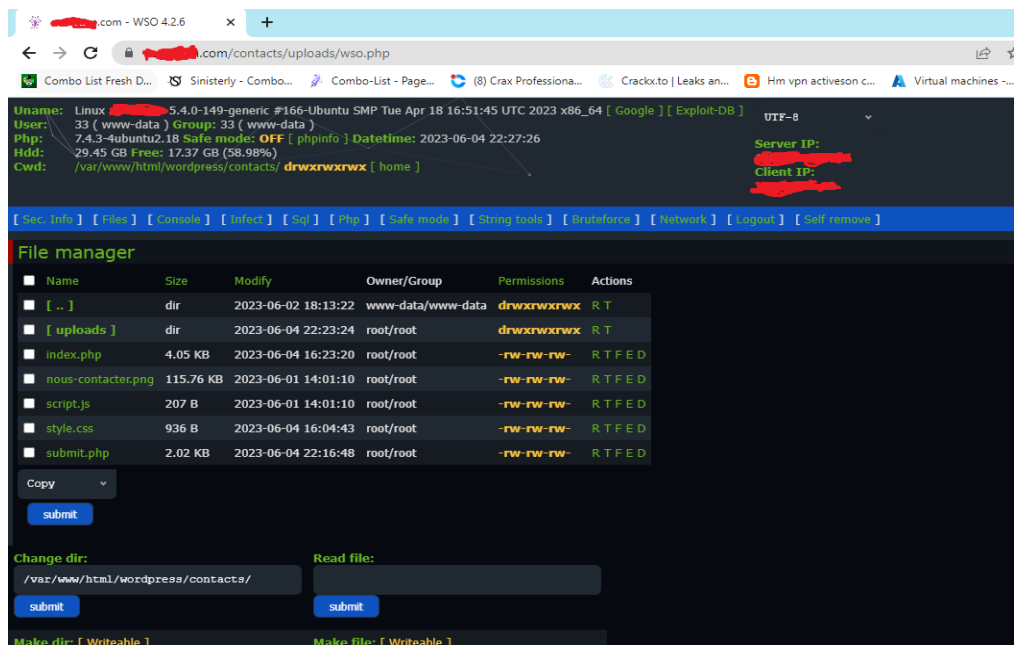 .com - WSO 4.2.6
.com/contacts/uploads/wso.php
Combo List Fresh D... Sinisterly - Combo... Combo-List - Page... (8) Crax Professiona... Crackx.to | Leaks an... Hm vpn activeson c... Virtual machines -...
Uname: Linux 5.4.0-149-generic #166-Ubuntu SMP Tue Apr 18 16:51:45 UTC 2023 x86_64 [ Google ] [ Exploit-DB ] UTF-8
User: 33 ( www-data ) Group: 33 ( www-data )
Php: 7.4.3-4ubuntu2.18 Safe mode: OFF [ phpinfo ] Datetime: 2023-06-04 22:27:26 Server IP:
Hdd: 29.45 GB Free: 17.37 GB (58.98%)
Cwd: /var/www/html/wordpress/contacts/ drwxrwxrwx [ home ] Client IP:
[ Sec. Info ] [ Files ] [ Console ] [ Infect ] [ Sql ] [ Php ] [ Safe mode ] [ String tools ] [ Bruteforce ] [ Network ] [ Logout ] [ Self remove ]
File manager
Name Size Modify Owner/Group Permissions Actions
[ .. ] dir 2023-06-02 18:13:22 www-data/www-data drwxrwxrwx R T
[ uploads ] dir 2023-06-04 22:23:24 root/root drwxrwxrwx R T
index.php 4.05 KB 2023-06-04 16:23:20 root/root -rw-rw-rw- R T F E D
nous-contacter.png 115.76 KB 2023-06-01 14:01:10 root/root -rw-rw-rw- R T F E D
script.js 207 B 2023-06-01 14:01:10 root/root -rw-rw-rw- R T F E D
style.css 936 B 2023-06-04 16:04:43 root/root -rw-rw-rw- R T F E D
submit.php 2.02 KB 2023-06-04 22:16:48 root/root -rw-rw-rw- R T F E D
Copy
submit
Change dir: Read file:
/var/www/html/wordpress/contacts/
submit submit
Make dir: [ Writeable ] Make file: [ Writeable ]